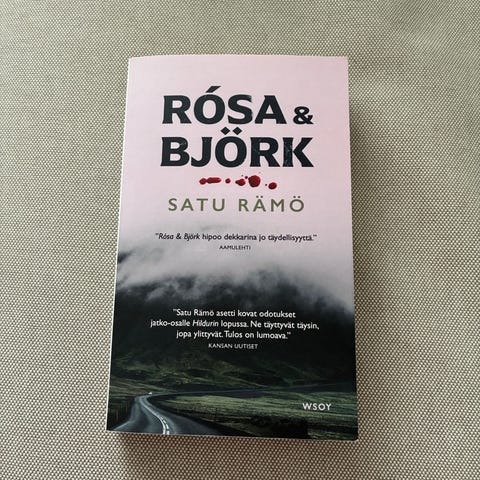 RÓSA &
BJÖRK
SATU RÄMÖ
"Rósa & Björk hipoo dekkarina jo täydellisyyttä."
AAMULEHTI
"Satu Rämö asetti kovat odotukset
jatko-osalle Hildurin lopussa. Ne täyttyvät täysin,
jopa ylittyvät. Tulos on lumoava."
KANSAN UUTISET
WSOY